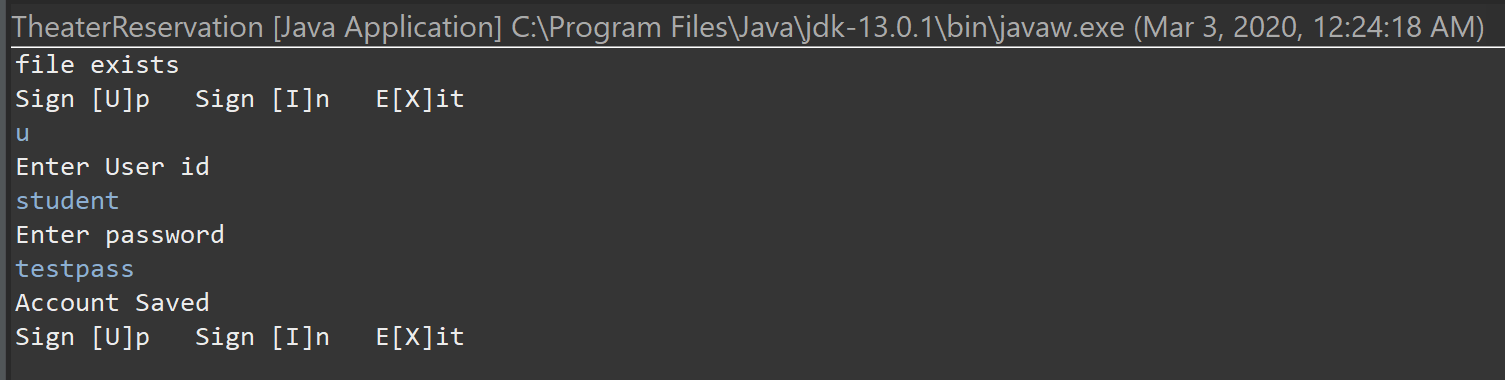 TheaterReservation [Java Application] C:\Program Files\Java\jdk-13.0.1\bin\javaw.exe (Mar 3, 2020, 12:24:18 AM)
file exists
Sign [U]p   Sign [I]n   E[X]it
u
Enter User id
student
Enter password
testpass
Account Saved
Sign [U]p   Sign [I]n   E[X]it